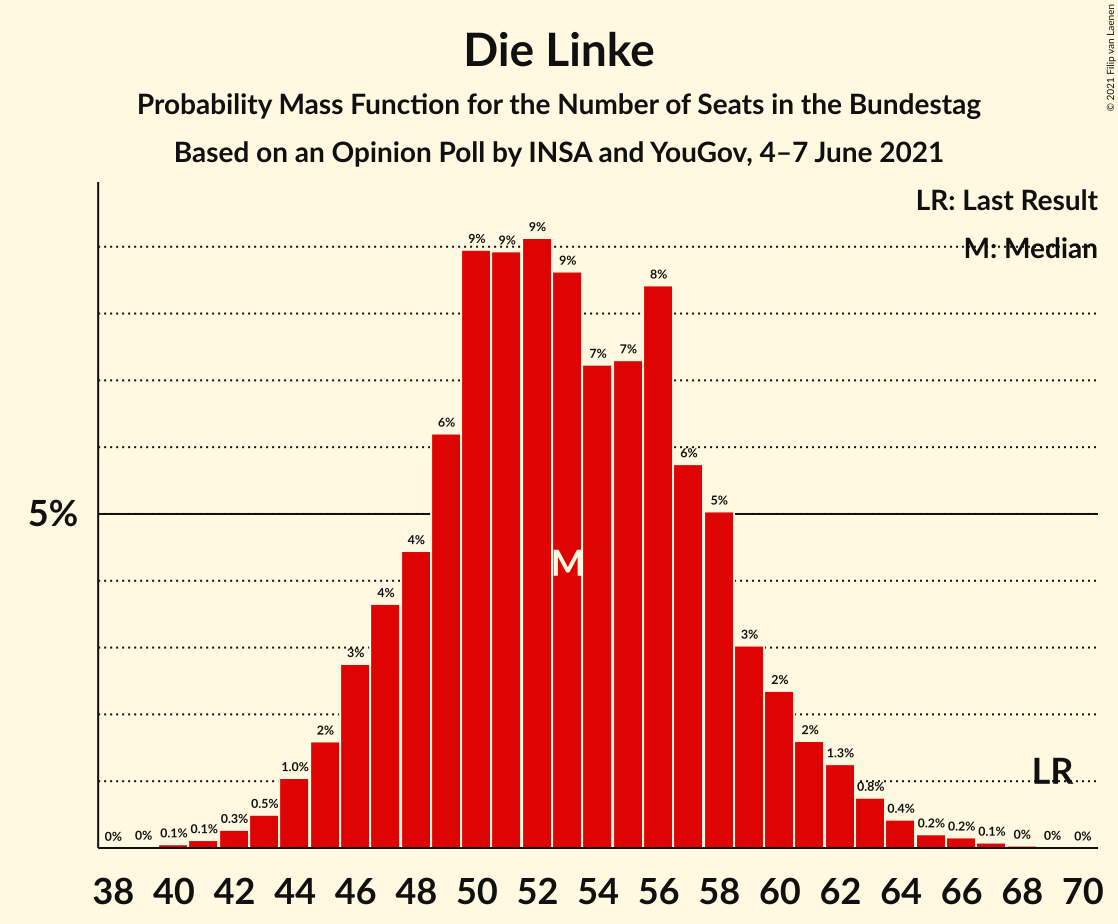 Die Linke
Probability Mass Function for the Number of Seats in the Bundestag
Based on an Opinion Poll by INSA and YouGov, 4–7 June 2021
© 2021 Filip van Laenen
LR: Last Result
M: Median
5%
0% 0% 0.1% 0.1% 0.3% 0.5% 1.0% 2% 3% 4% 4% 6% 9% 9% 9% 9% 7% 7% 8% 6% 5% 3% 2% 2% 1.3% 0.8% 0.4% 0.2% 0.2% 0.1% 0% 0% 0%
M
LR
38 40 42 44 46 48 50 52 54 56 58 60 62 64 66 68 70